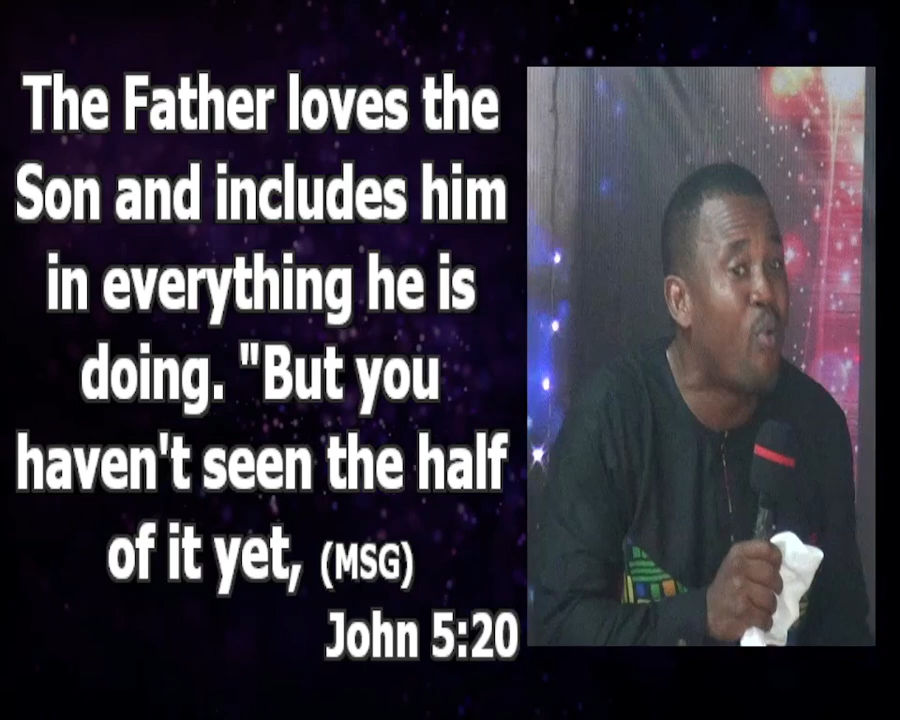 The Father loves the
Son and includes him
in everything he is
doing. "But you
haven't seen the half
of it yet, (MSG)
John 5:20